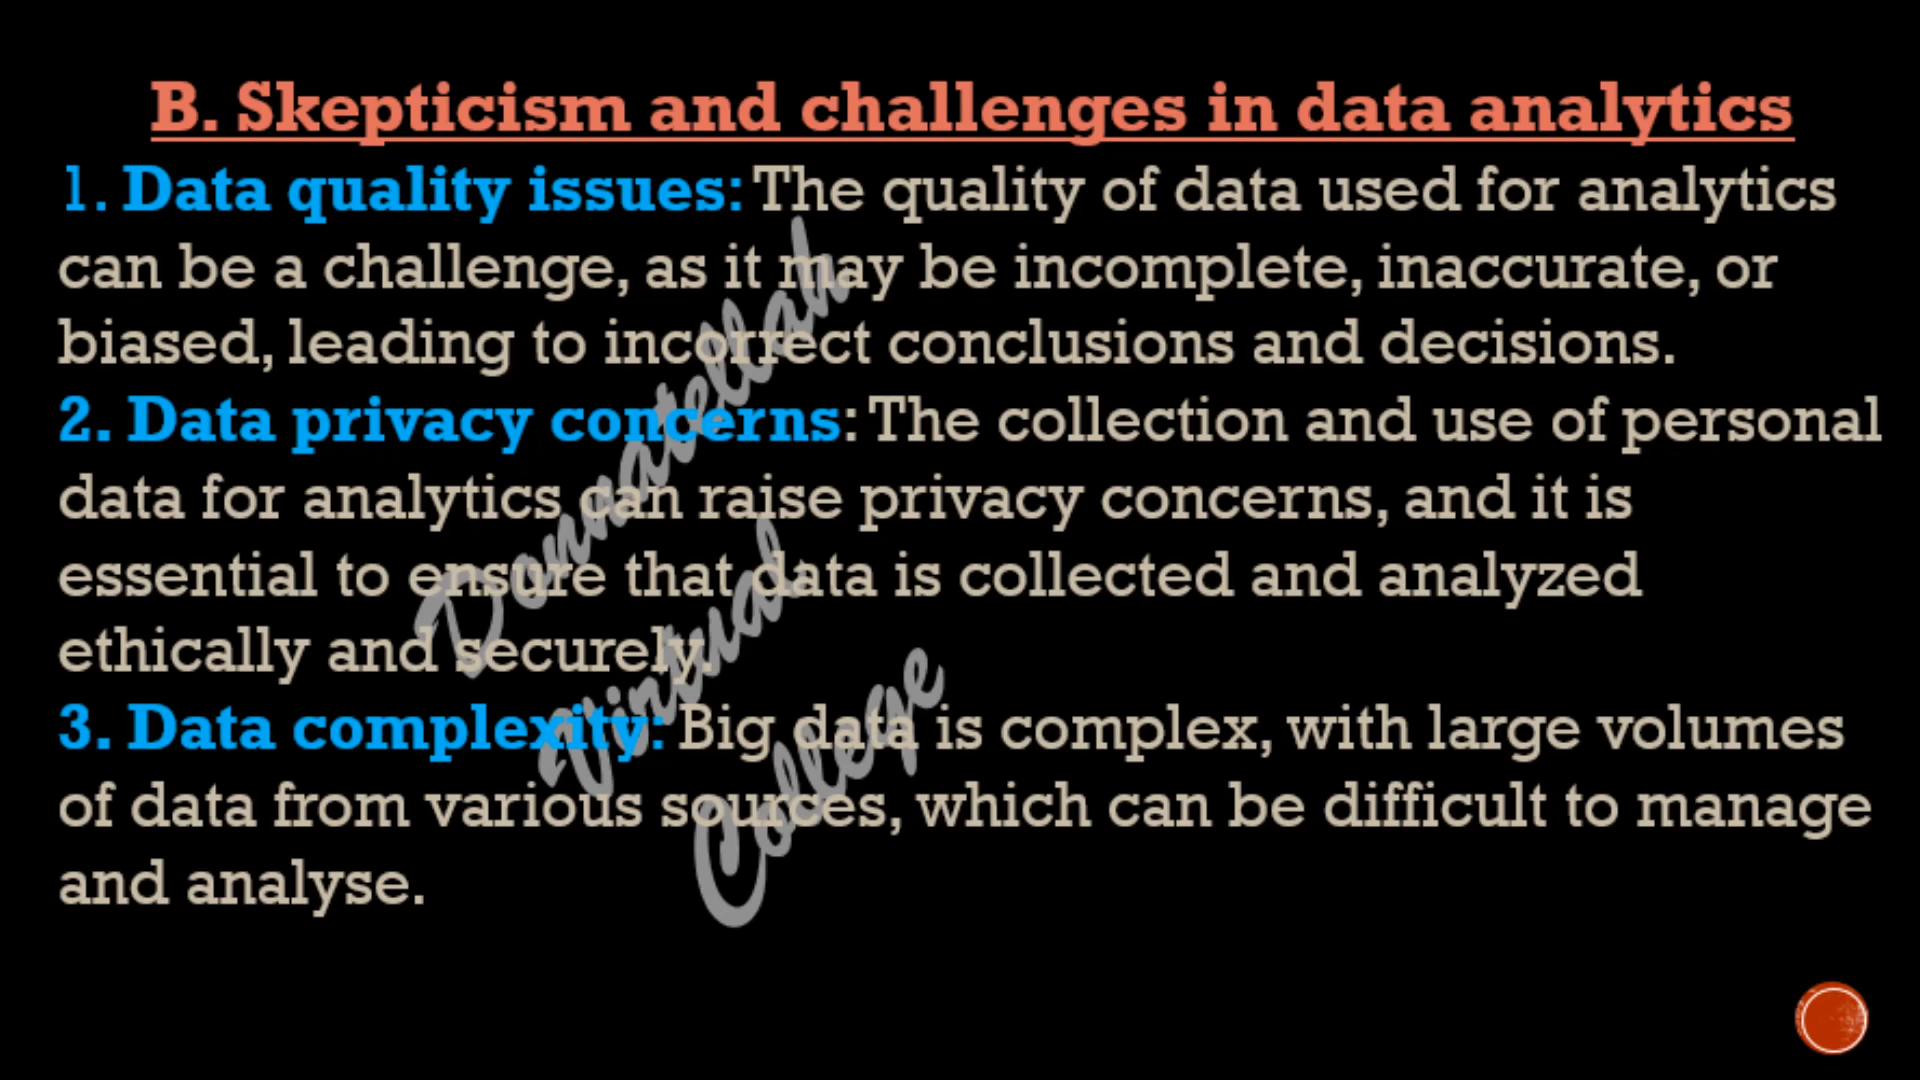 B. Skepticism and challenges in data analytics
1. Data quality issues: The quality of data used for analytics
can be a challenge, as it may be incomplete, inaccurate, or
biased, leading to incorrect conclusions and decisions.
2. Data privacy concerns: The collection and use of personal
data for analytics can raise privacy concerns, and it is
essential to ensure that data is collected and analyzed
ethically and securely.
3. Data complexity: Big data is complex, with large volumes
of data from various sources, which can be difficult to manage
and analyse.
Donnatellah
Virtual
College